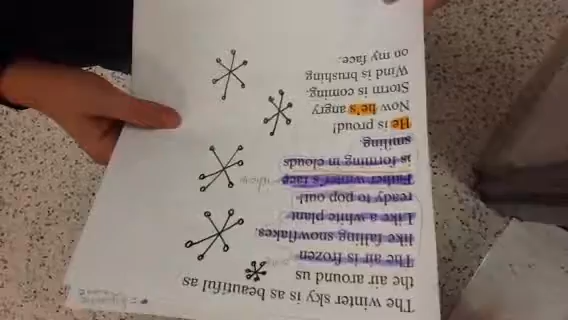 The winter sky is as beautiful as
the air around us
The air is frozen
like falling snowflakes.
Like a white plant
ready to pop out-
Father winter's face
is forming in clouds
smiling.
He is proud!
Now he's angry
Storm is coming.
Wind is brushing
on my face.